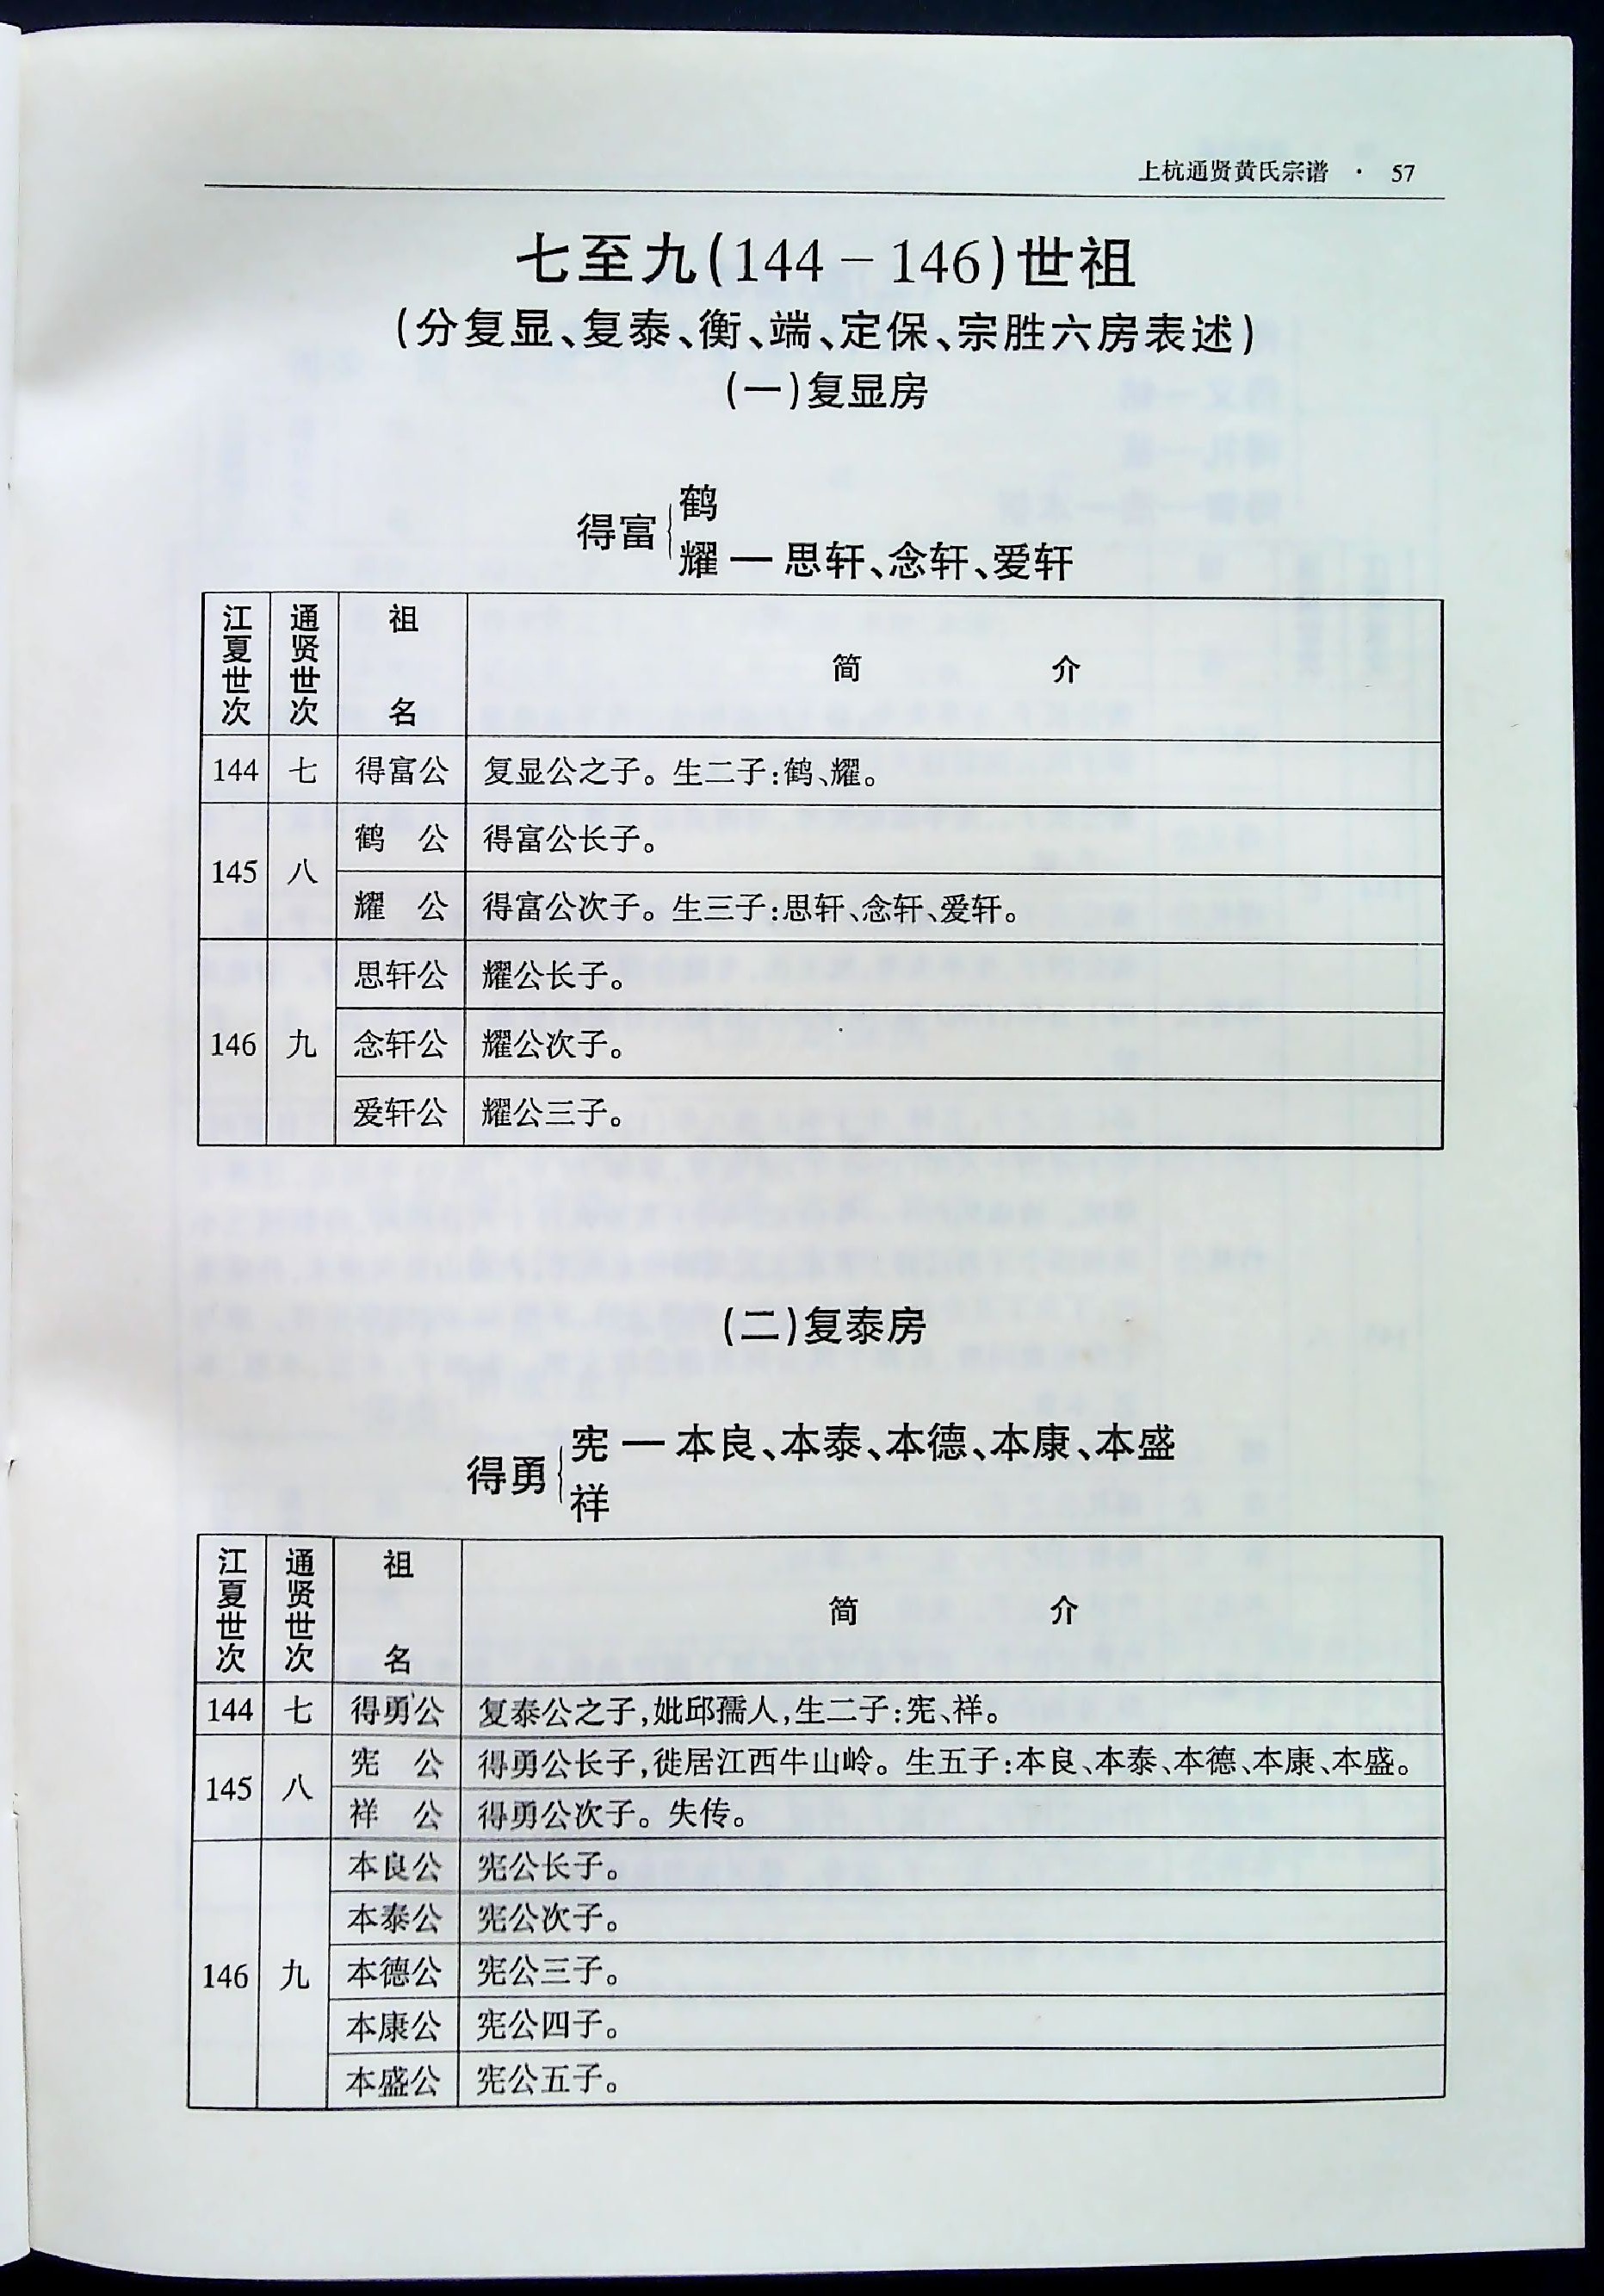 上杭通贤黄氏宗谱 · 57
七至九(144－146)世祖
(分复显、复泰、衡、端、定保、宗胜六房表述)
(一)复显房
得富{鹤
耀 — 思轩、念轩、爱轩
江夏世次 通贤世次 祖名 简介
144 七 得富公 复显公之子。生二子:鹤、耀。
145 八 鹤公 得富公长子。
耀公 得富公次子。生三子:思轩、念轩、爱轩。
146 九 思轩公 耀公长子。
念轩公 耀公次子。
爱轩公 耀公三子。
(二)复泰房
得勇{宪 — 本良、本泰、本德、本康、本盛
祥
江夏世次 通贤世次 祖名 简介
144 七 得勇公 复泰公之子,妣邱孺人,生二子:宪、祥。
145 八 宪公 得勇公长子,徙居江西牛山岭。生五子:本良、本泰、本德、本康、本盛。
祥公 得勇公次子。失传。
146 九 本良公 宪公长子。
本泰公 宪公次子。
本德公 宪公三子。
本康公 宪公四子。
本盛公 宪公五子。